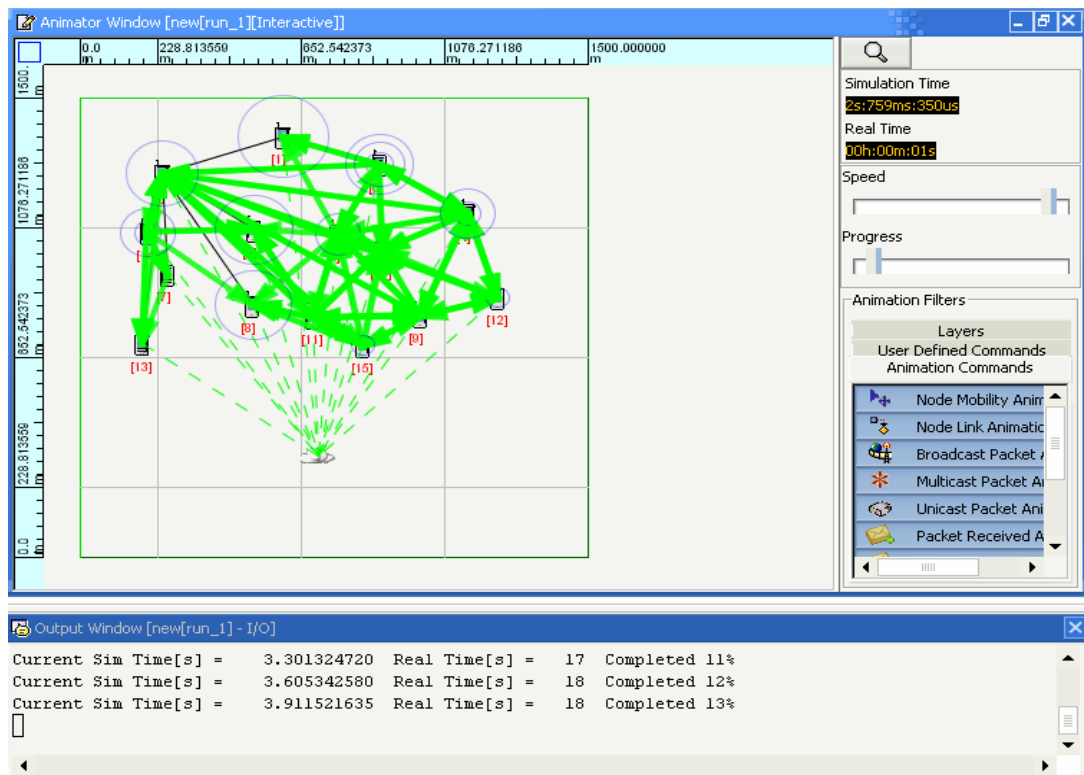 Animator Window [new[run_1][Interactive]]
0.0 228.813559 652.542373 1076.271186 1500.000000
m m m m m
1500.
m
1076.271186
m
652.542373
m
228.813559
m
0.0
m
[1]
[7]
[8]
[11]
[9]
[12]
[13]
[15]
Simulation Time
2s:759ms:350us
Real Time
00h:00m:01s
Speed
Progress
Animation Filters
Layers
User Defined Commands
Animation Commands
Node Mobility Anim
Node Link Animatic
Broadcast Packet
Multicast Packet Ai
Unicast Packet Ani
Packet Received A
Output Window [new[run_1] - I/O]
Current Sim Time[s] = 3.301324720 Real Time[s] = 17 Completed 11%
Current Sim Time[s] = 3.605342580 Real Time[s] = 18 Completed 12%
Current Sim Time[s] = 3.911521635 Real Time[s] = 18 Completed 13%